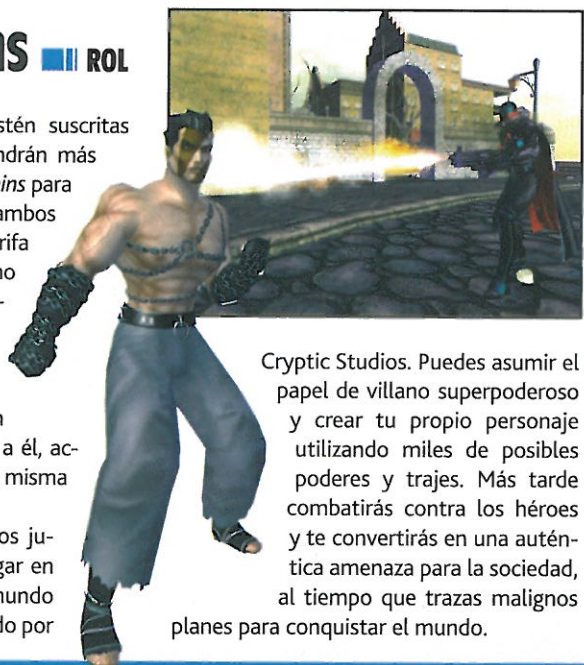 ns ROL
stén suscritas
ndrán más
ins para
ambos
rifa
no
-
n
a él, ac-
misma
os ju-
gar en
mundo
do por
Cryptic Studios. Puedes asumir el
papel de villano superpoderoso
y crear tu propio personaje
utilizando miles de posibles
poderes y trajes. Más tarde
combatirás contra los héroes
y te convertirás en una autén-
tica amenaza para la sociedad,
al tiempo que trazas malignos
planes para conquistar el mundo.